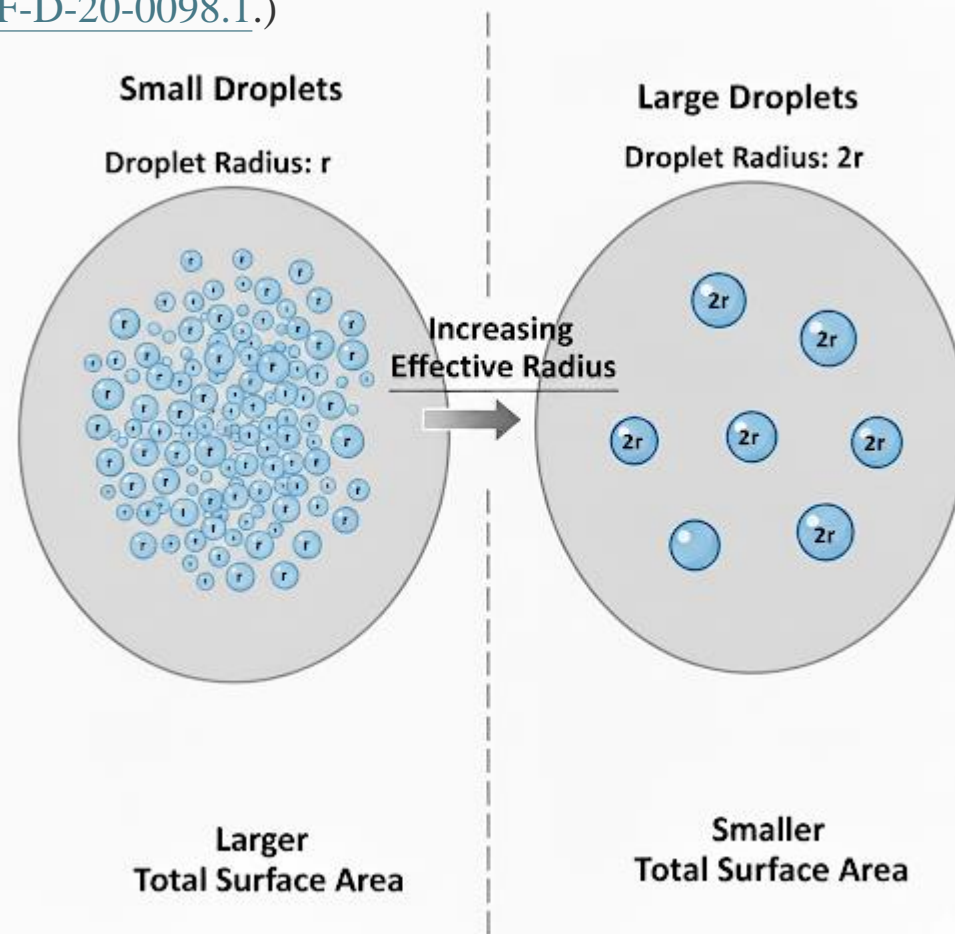 F-D-20-0098.1.)
Small Droplets
Droplet Radius: r
Large Droplets
Droplet Radius: 2r
Increasing
Effective Radius
2r
2r
2r
2r
2r
2r
Larger
Total Surface Area
Smaller
Total Surface Area